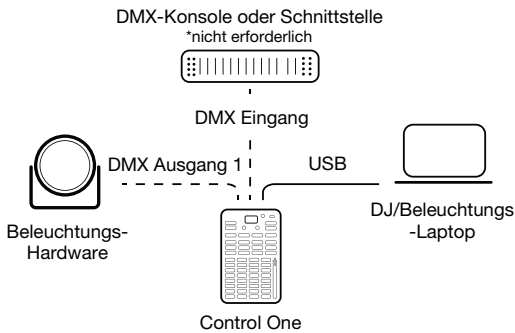 DMX-Konsole oder Schnittstelle
*nicht erforderlich
DMX Eingang
DMX Ausgang 1
USB
Beleuchtungs-
Hardware
DJ/Beleuchtungs
-Laptop
Control One